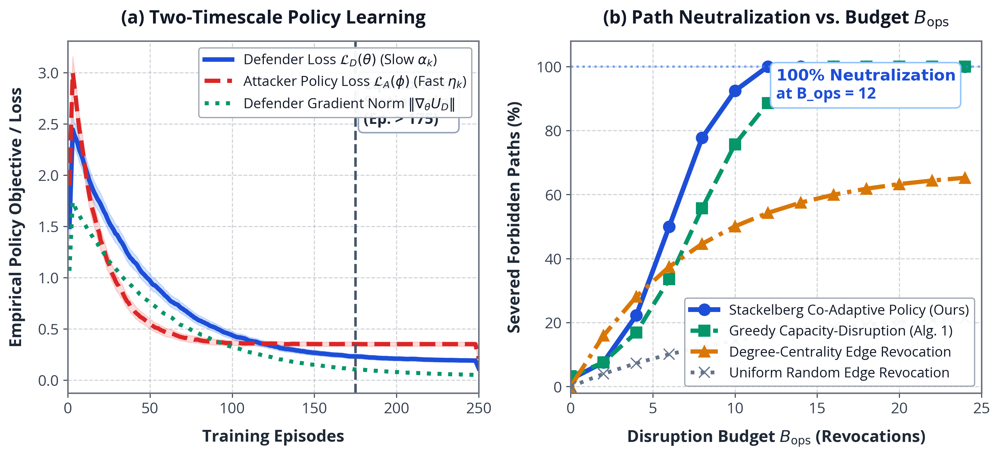 (a) Two-Timescale Policy Learning
Empirical Policy Objective / Loss
3.0
2.5
2.0
1.5
1.0
0.5
0.0
Defender Loss ℒ_D(θ) (Slow α_k)
Attacker Policy Loss ℒ_A(ϕ) (Fast η_k)
Defender Gradient Norm ‖∇_θU_D‖
(Ep. > 175)
0 50 100 150 200 250
Training Episodes
(b) Path Neutralization vs. Budget B_ops
Severed Forbidden Paths (%)
100
80
60
40
20
0
100% Neutralization
at B_ops = 12
Stackelberg Co-Adaptive Policy (Ours)
Greedy Capacity-Disruption (Alg. 1)
Degree-Centrality Edge Revocation
Uniform Random Edge Revocation
0 5 10 15 20 25
Disruption Budget B_ops (Revocations)